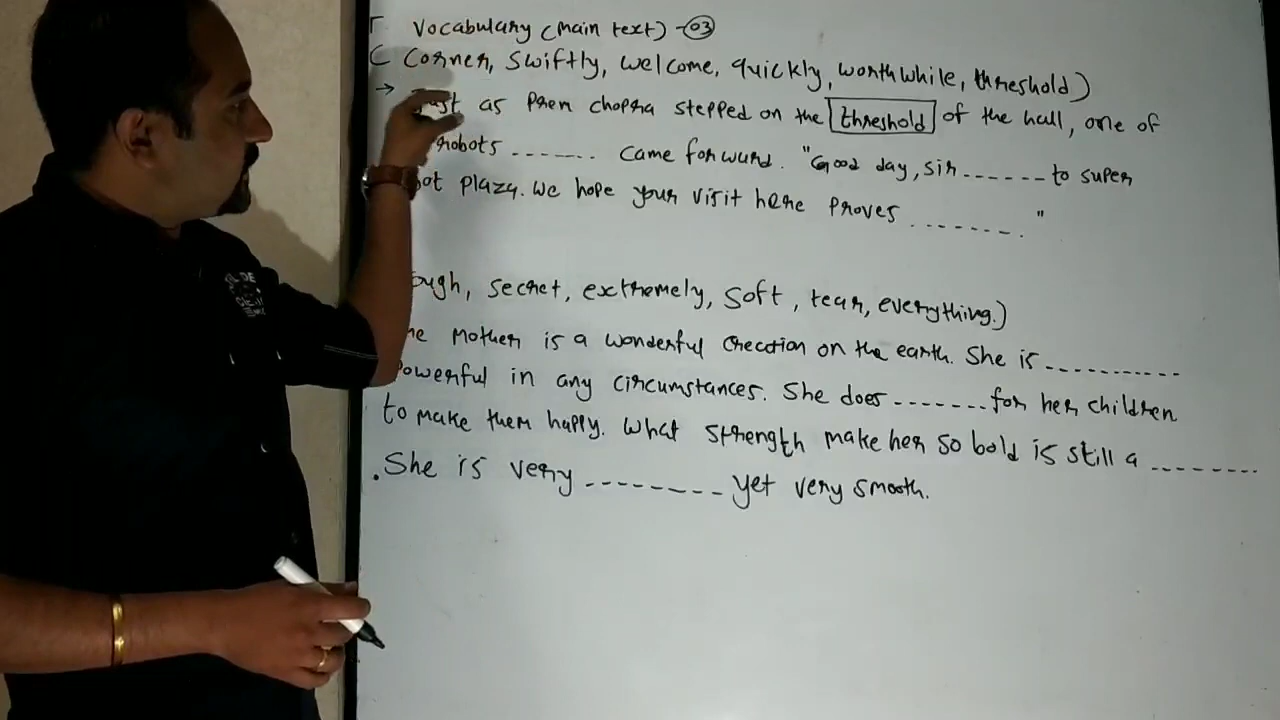 Vocabulary (Main text) - 03
( Corner, swiftly, welcome, quickly, worthwhile, threshold)
→ Just as Prem chopra stepped on the threshold of the hall, one of
robots ....... came forward. "Good day, sir ...... to super
plaza. We hope your visit here proves ....... "
secret, extremely, soft, tear, everything.)
Mother is a wonderful creation on the earth. She is ...........
Powerful in any circumstances. She does ....... for her children
to make them happy. What strength make her so bold is still a ........
. She is very ........ yet very smooth.